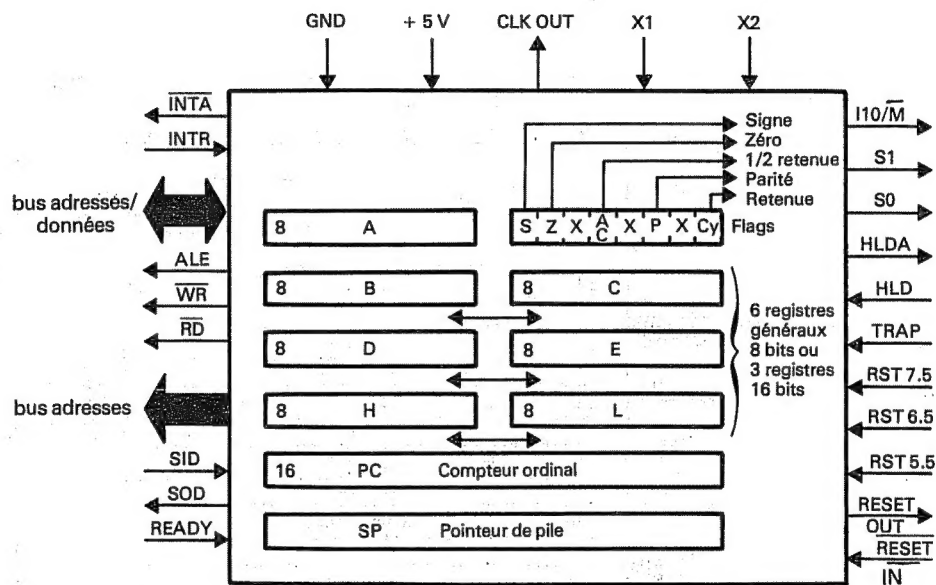 GND
+ 5 V
CLK OUT
X1
X2
INTA
INTR
bus adresses/
données
ALE
WR
RD
bus adresses
SID
SOD
READY
Signe
Zéro
1/2 retenue
Parité
Retenue
8 A
S Z X AC X P X Cy Flags
8 B
8 C
8 D
8 E
8 H
8 L
6 registres
généraux
8 bits ou
3 registres
16 bits
16 PC Compteur ordinal
SP Pointeur de pile
I10/M
S1
S0
HLDA
HLD
TRAP
RST 7.5
RST 6.5
RST 5.5
RESET
OUT
RESET
IN